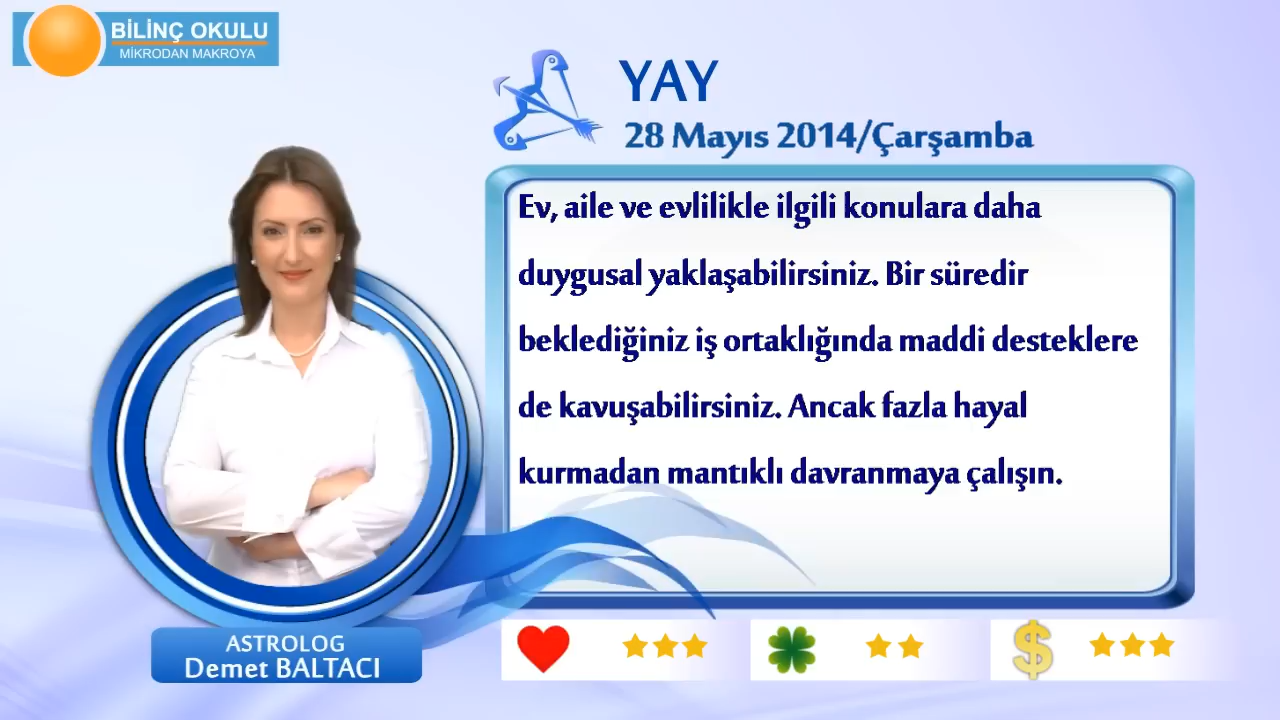 BİLİNÇ OKULU
MİKRODAN MAKROYA
YAY
28 Mayıs 2014/Çarşamba
Ev, aile ve evlilikle ilgili konulara daha
duygusal yaklaşabilirsiniz. Bir süredir
beklediğiniz iş ortaklığında maddi desteklere
de kavuşabilirsiniz. Ancak fazla hayal
kurmadan mantıklı davranmaya çalışın.
ASTROLOG
Demet BALTACI